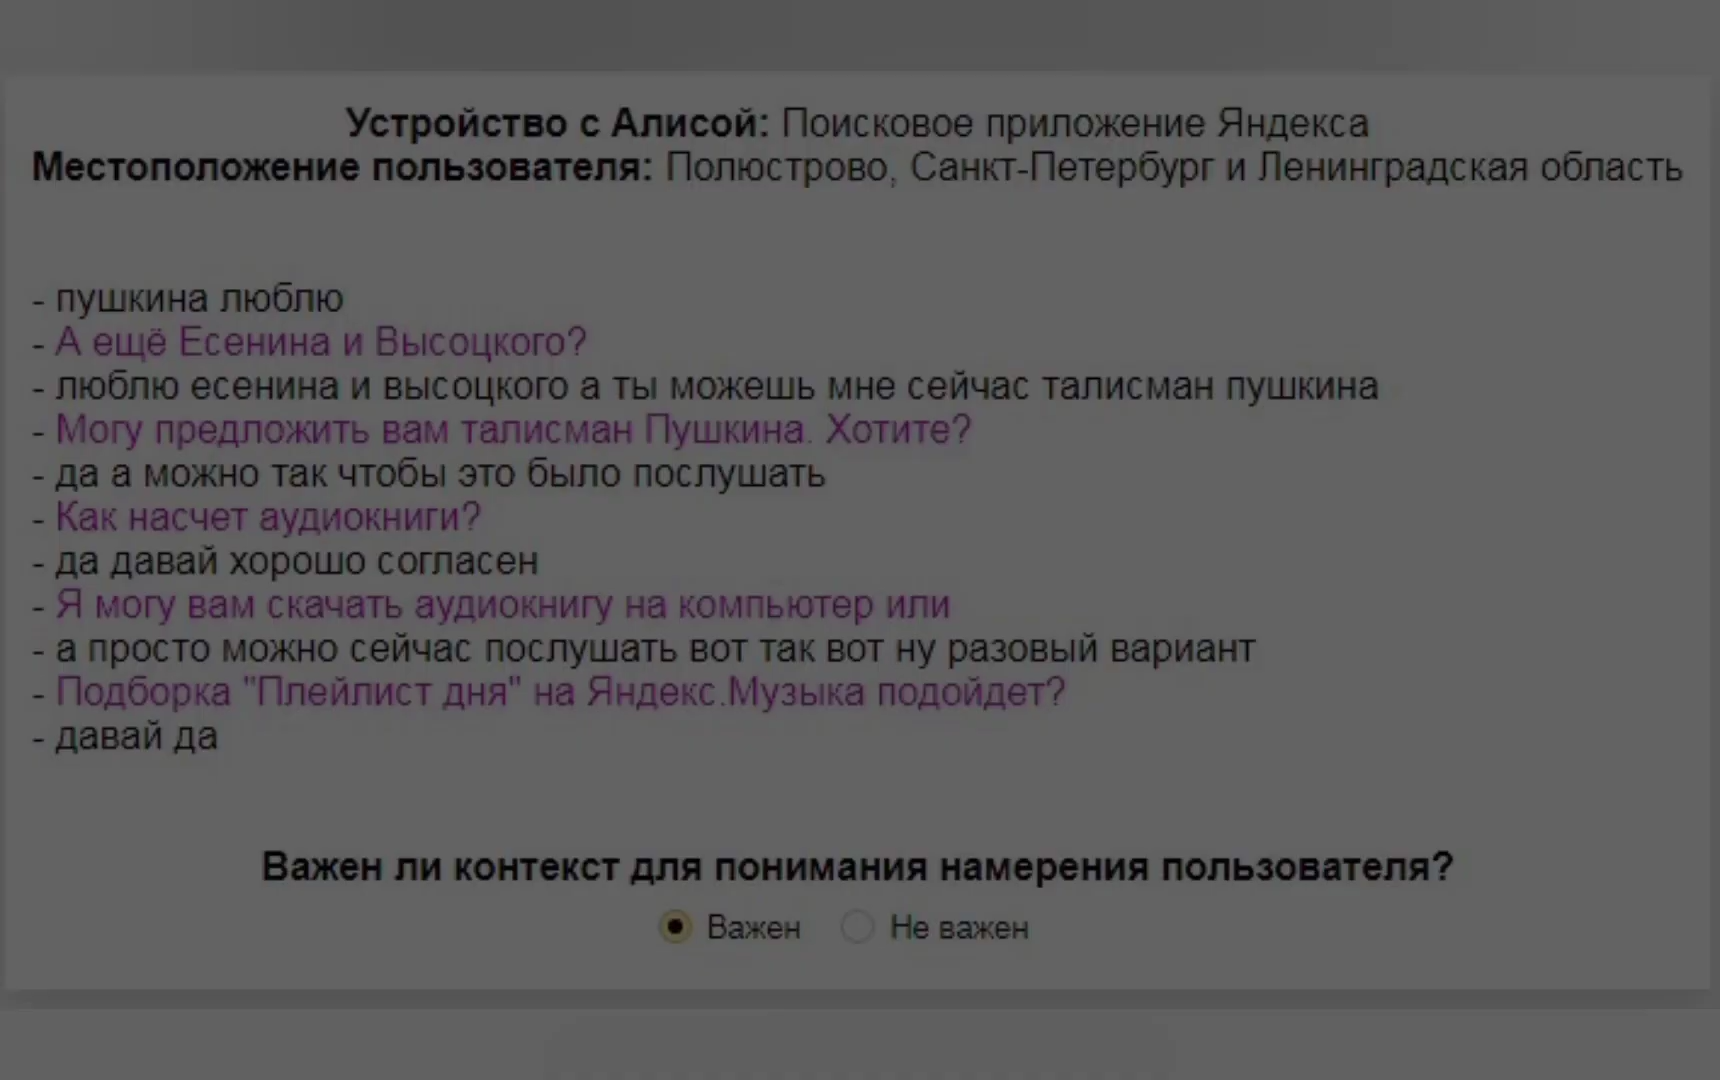 Устройство с Алисой: Поисковое приложение Яндекса
Местоположение пользователя: Полюстрово, Санкт-Петербург и Ленинградская область
- пушкина люблю
- А ещё Есенина и Высоцкого?
- люблю есенина и высоцкого а ты можешь мне сейчас талисман пушкина
- Могу предложить вам талисман Пушкина. Хотите?
- да а можно так чтобы это было послушать
- Как насчет аудиокниги?
- да давай хорошо согласен
- Я могу вам скачать аудиокнигу на компьютер или
- а просто можно сейчас послушать вот так вот ну разовый вариант
- Подборка "Плейлист дня" на Яндекс.Музыка подойдет?
- давай да
Важен ли контекст для понимания намерения пользователя?
Важен Не важен